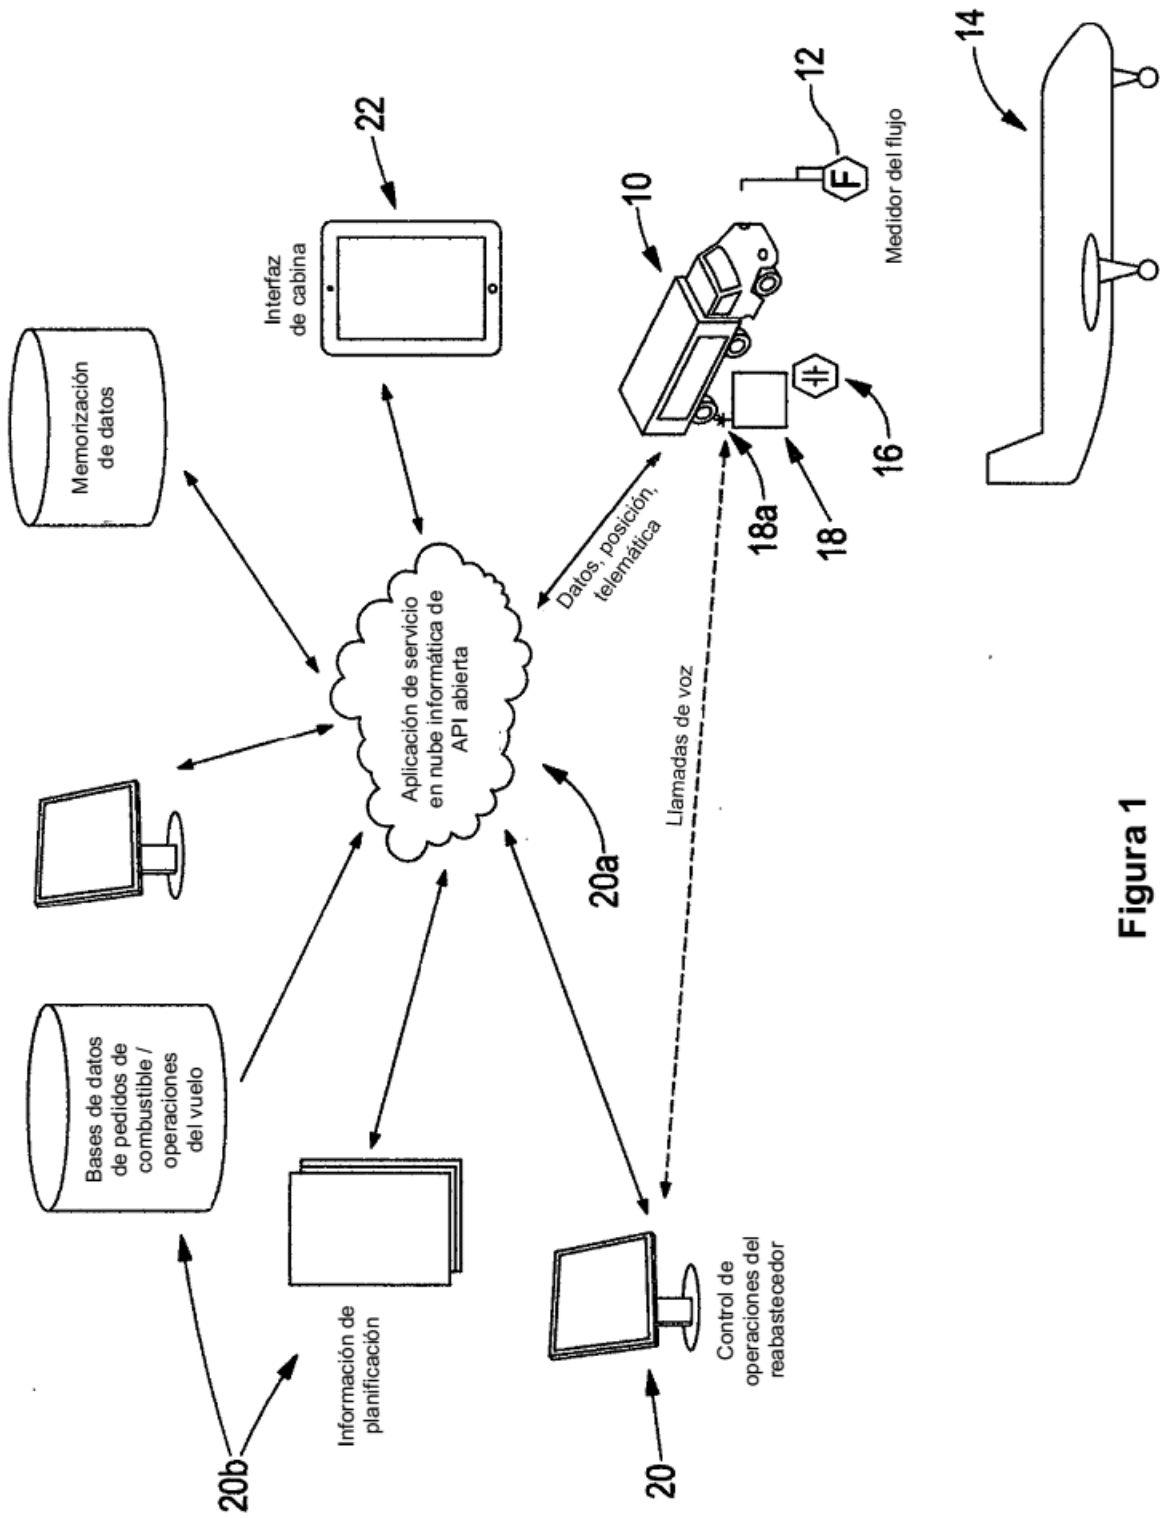 20b
Bases de datos
de pedidos de
combustible /
operaciones
del vuelo
Memorización
de datos
Información de
planificación
Aplicación de servicio
en nube informática de
API abierta
20a
Interfaz
de cabina
22
20
Control de
operaciones del
reabastecedor
Llamadas de voz
Datos, posición,
telemática
10
18a
18
16
12
F
Medidor del flujo
14
Figura 1